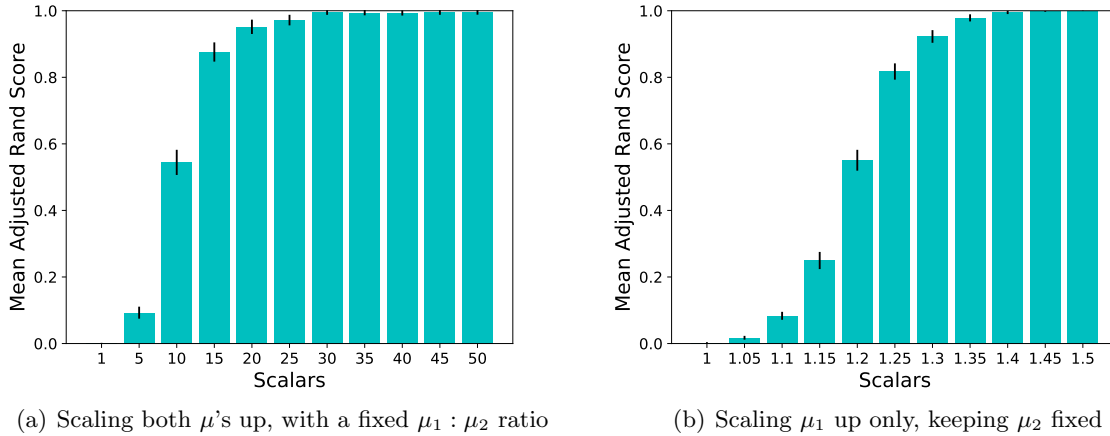 1.0
0.8
0.6
0.4
0.2
0.0
Mean Adjusted Rand Score
1 5 10 15 20 25 30 35 40 45 50
Scalars
(a) Scaling both μ's up, with a fixed μ₁ : μ₂ ratio
1.0
0.8
0.6
0.4
0.2
0.0
Mean Adjusted Rand Score
1 1.05 1.1 1.15 1.2 1.25 1.3 1.35 1.4 1.45 1.5
Scalars
(b) Scaling μ₁ up only, keeping μ₂ fixed